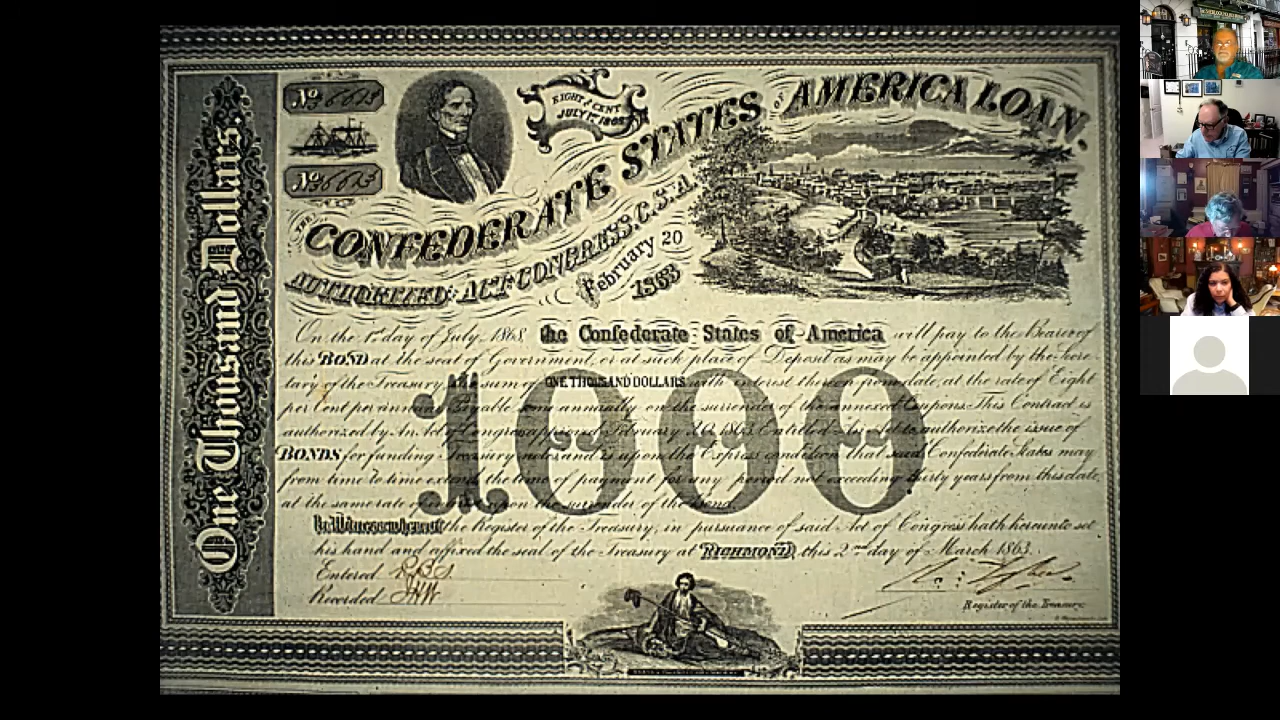 One Thousand Dollars.
EIGHT ⅌ CENT
JULY 1ST 1868
THE
CONFEDERATE STATES OF AMERICA LOAN.
AUTHORIZED ACT CONGRESS, C.S.A.
February 20
1863
On the 1st day of July, 1868, the Confederate States of America will pay to the Bearer of
this BOND at the seat of Government, or at such place of Deposit as may be appointed by the Secre-
tary of the Treasury, the sum of ONE THOUSAND DOLLARS with interest thereon from date, at the rate of Eight
per Cent per annum Payable semi annually on the surrender of the annexed Coupons. This Contract is
authorized by An Act of Congress approved February 20, 1863, Entitled An Act to authorize the issue of
BONDS, for funding Treasury notes, and is upon the Express condition that said Confederate States may
from time to time extend the time of payment for any period not exceeding thirty years from this date,
at the same rate of interest upon the surrender of the bond.
1000
In Witness whereof the Register of the Treasury, in pursuance of said Act of Congress hath hereunto set
his hand and affixed the seal of the Treasury at RICHMOND, this 2nd day of March 1863.
Entered
Recorded
Register of the Treasury.